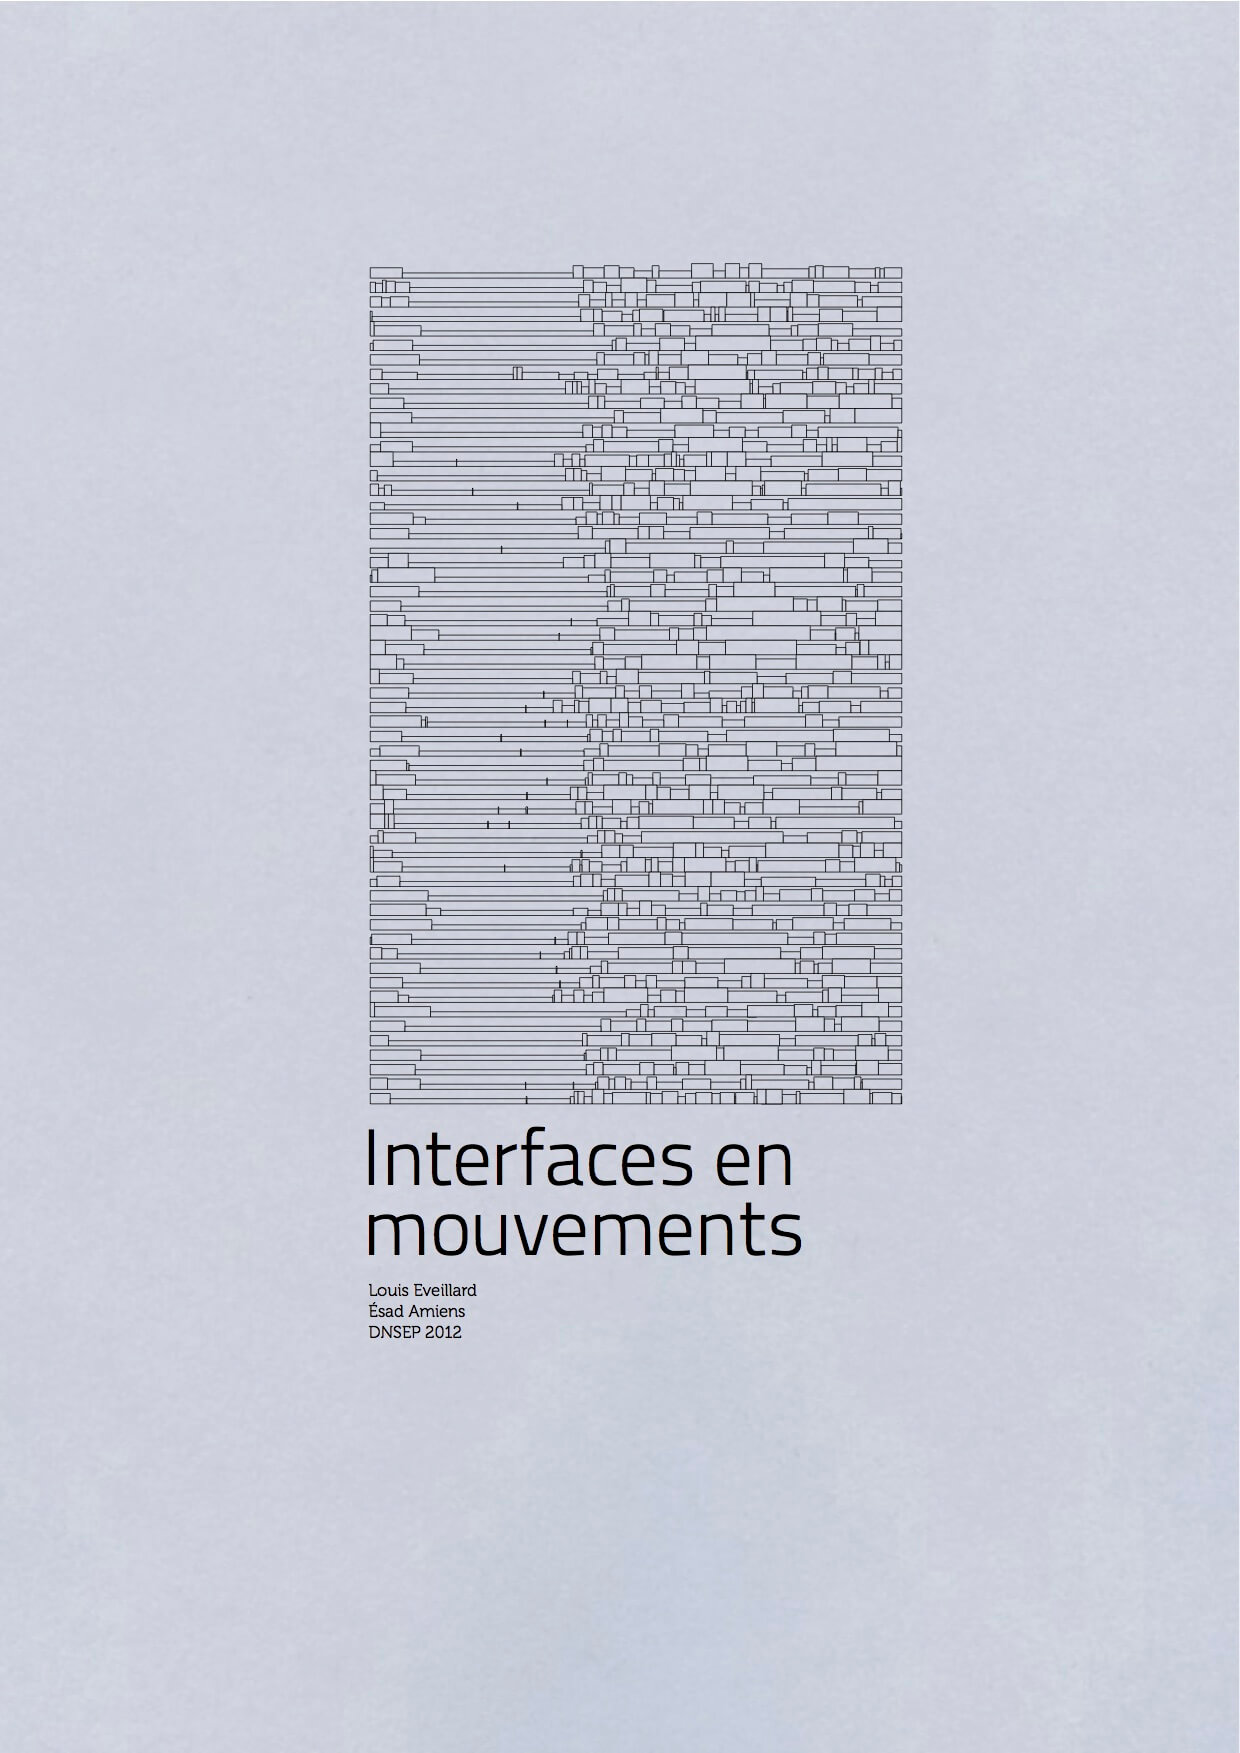 Interfaces en
mouvements
Louis Eveillard
Ésad Amiens
DNSEP 2012